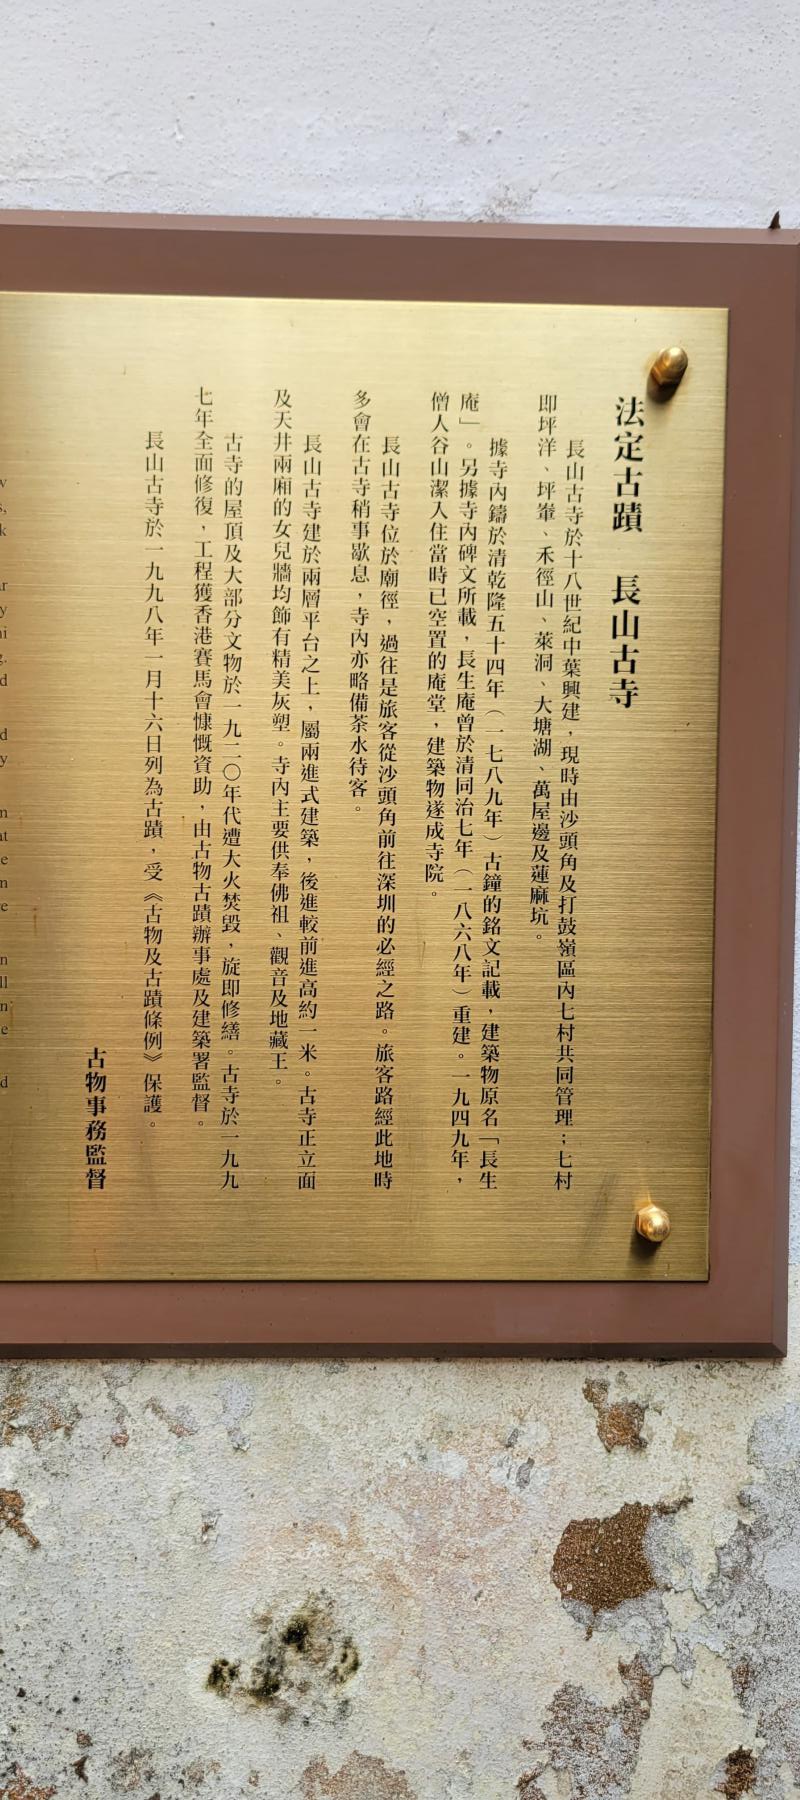 法定古蹟　長山古寺
長山古寺於十八世紀中葉興建，現時由沙頭角及打鼓嶺區內七村共同管理；七村
即坪洋、坪輋、禾徑山、萊洞、大塘湖、萬屋邊及蓮麻坑。
據寺內鑄於清乾隆五十四年（一七八九年）古鐘的銘文記載，建築物原名「長生
庵」。另據寺內碑文所載，長生庵曾於清同治七年（一八六八年）重建。一九四九年，
僧人谷山潔入住當時已空置的庵堂，建築物遂成寺院。
長山古寺位於廟徑，過往是旅客從沙頭角前往深圳的必經之路。旅客路經此地時
多會在古寺稍事歇息，寺內亦略備茶水待客。
長山古寺建於兩層平台之上，屬兩進式建築，後進較前進高約一米。古寺正立面
及天井兩廂的女兒牆均飾有精美灰塑。寺內主要供奉佛祖、觀音及地藏王。
古寺的屋頂及大部分文物於一九二〇年代遭大火焚毀，旋即修繕。古寺於一九九
七年全面修復，工程獲香港賽馬會慷慨資助，由古物古蹟辦事處及建築署監督。
長山古寺於一九九八年一月十六日列為古蹟，受《古物及古蹟條例》保護。
古物事務監督